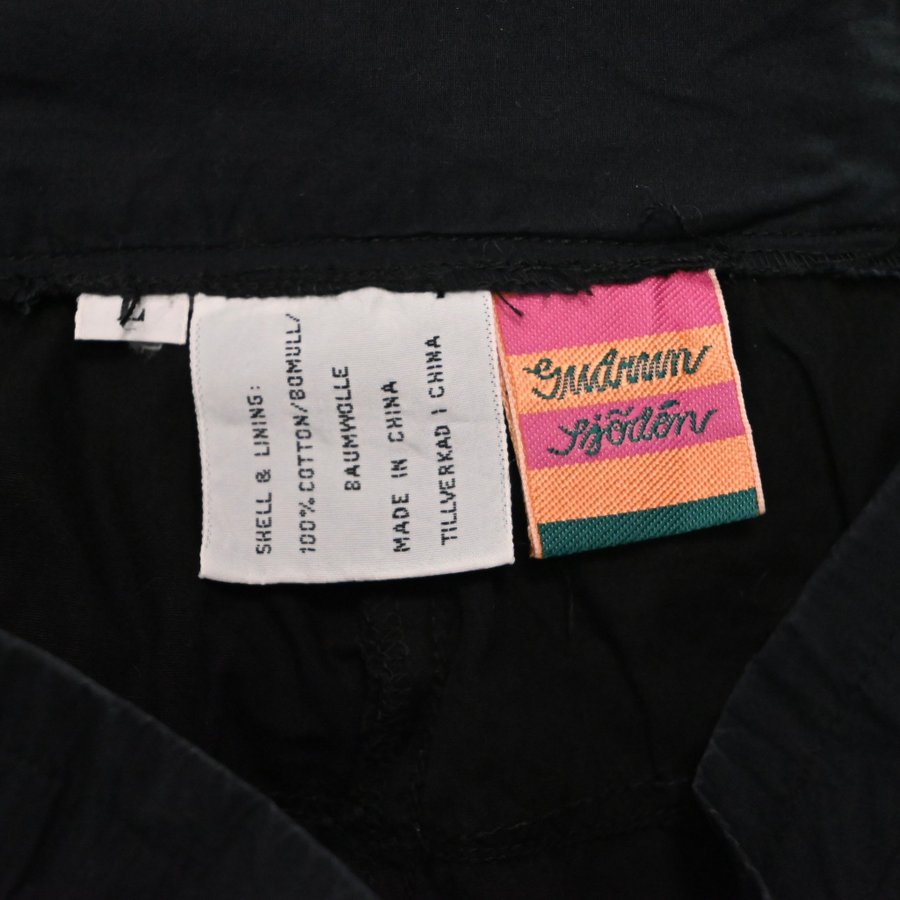 L
SHELL & LINING:
100% COTTON/BOMULL/
BAUMWOLLE
MADE IN CHINA
TILLVERKAD I CHINA
Gudrun
Sjödén